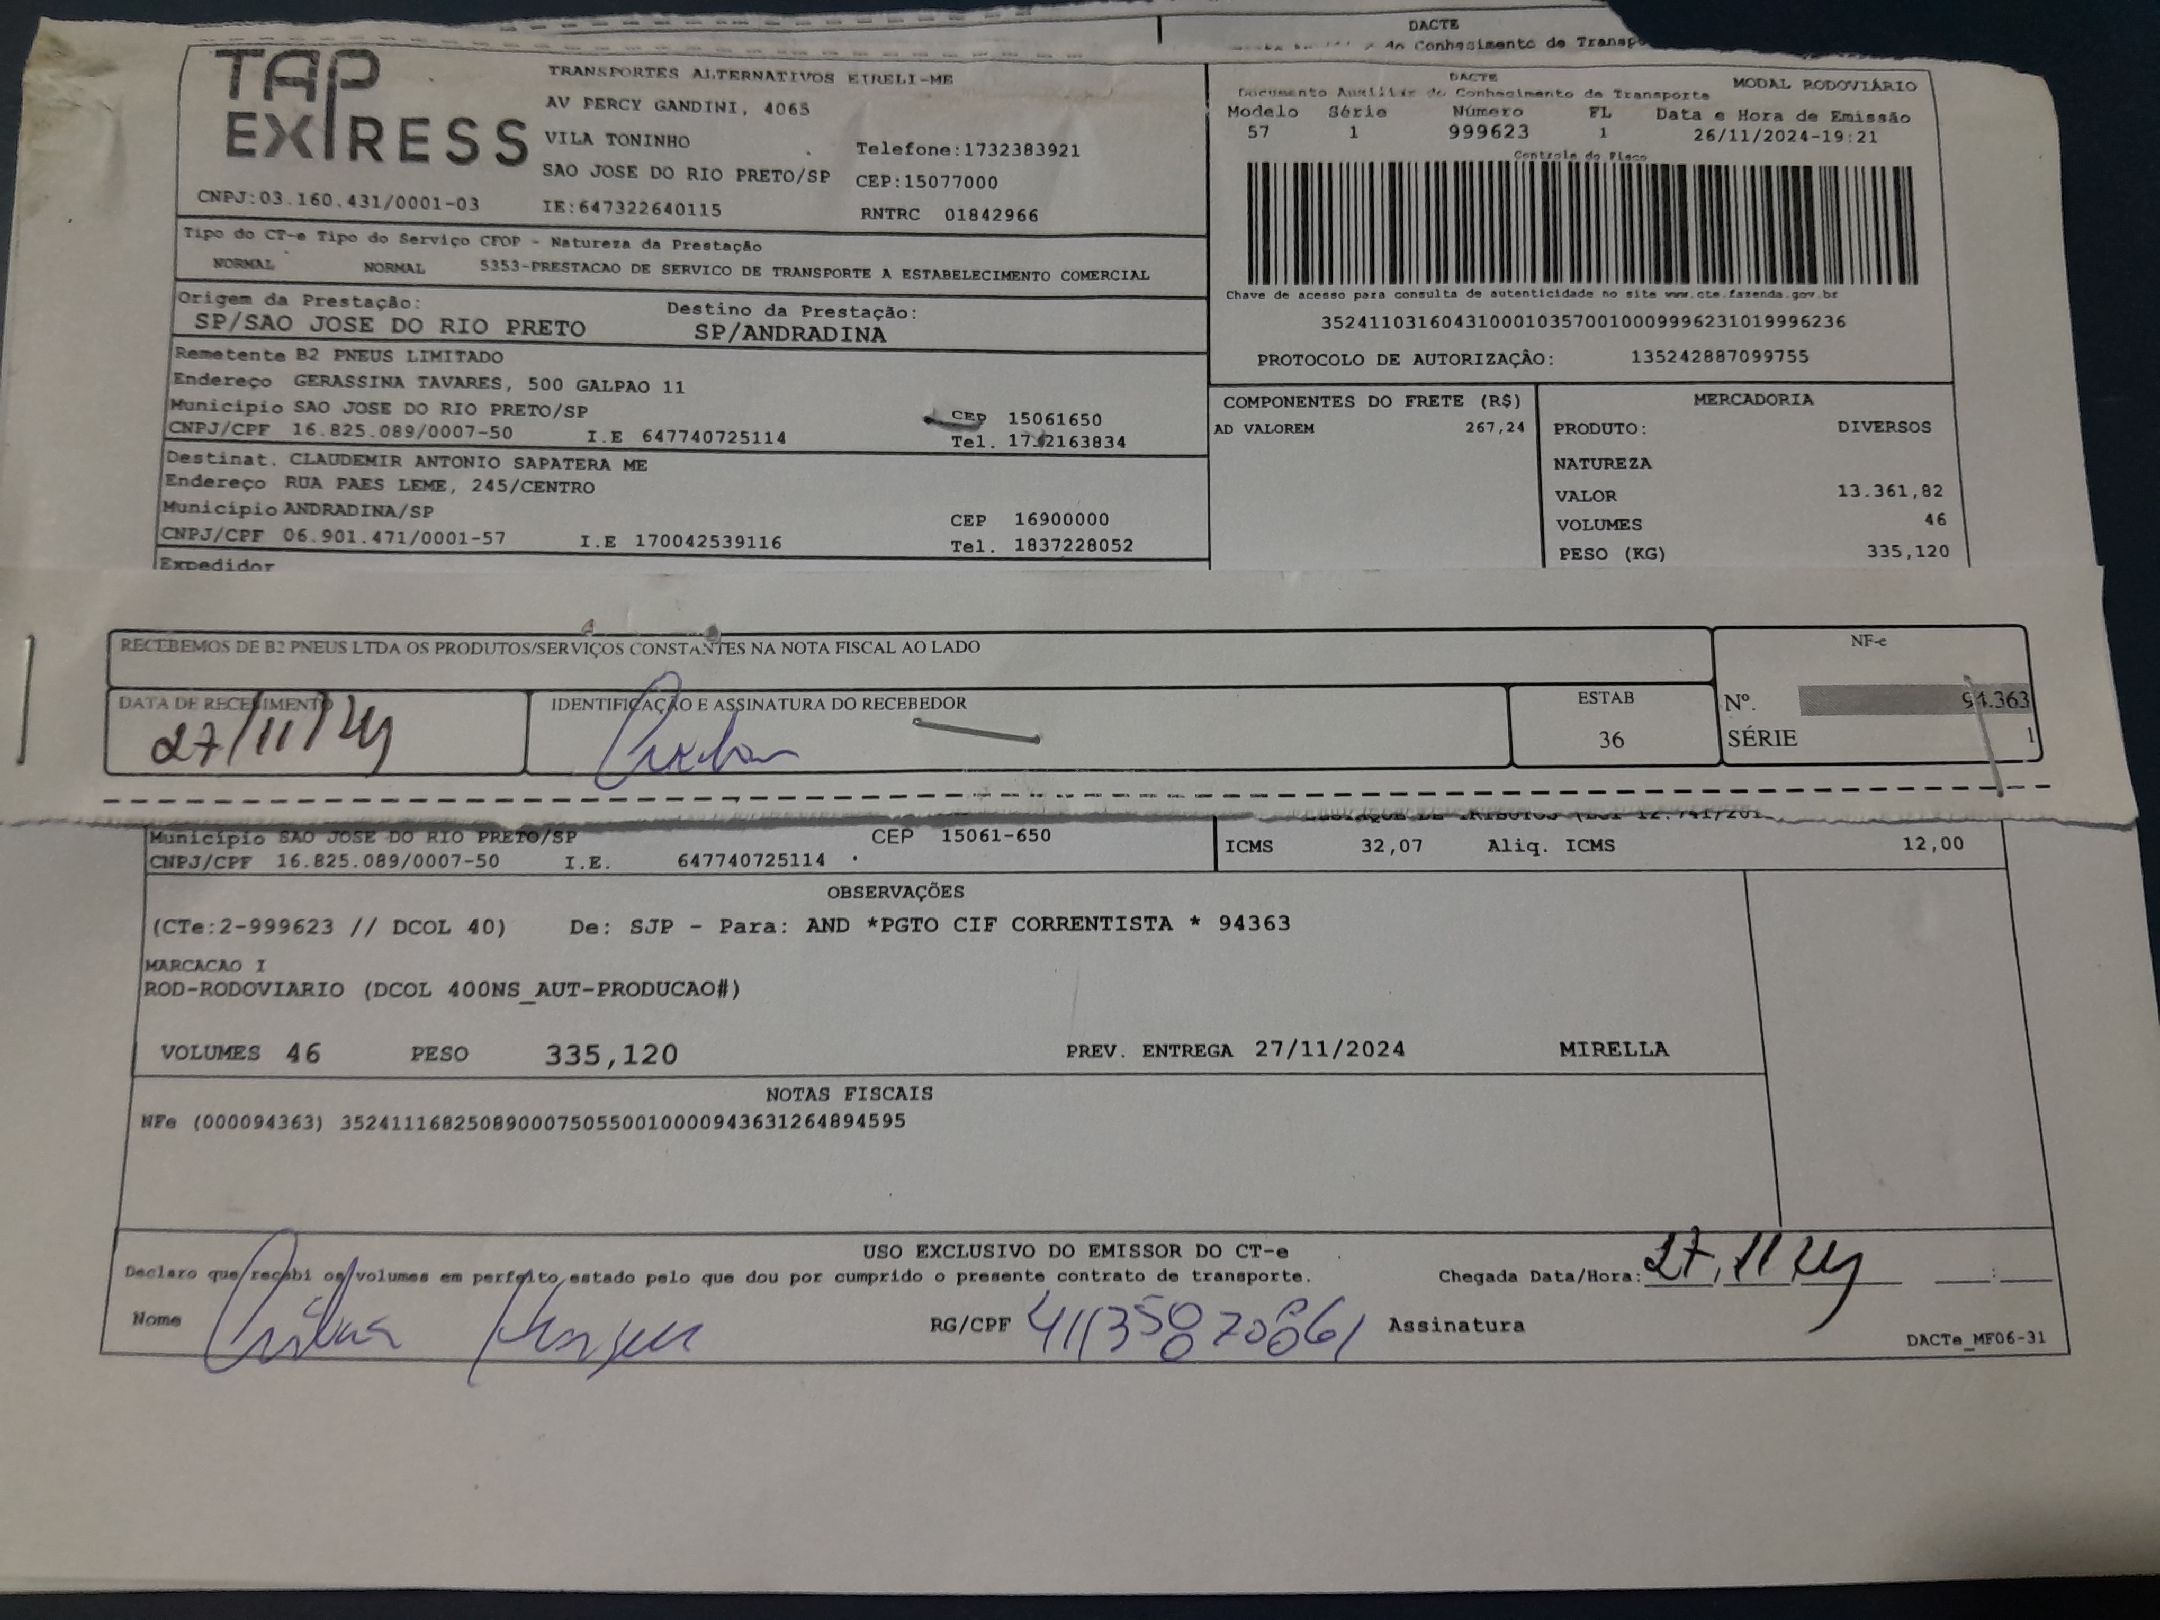 DACTE
do Conhecimento de Transpo
TAP EXPRESS
TRANSPORTES ALTERNATIVOS EIRELI-ME
AV PERCY GANDINI, 4065
VILA TONINHO
Telefone:1732383921
SAO JOSE DO RIO PRETO/SP CEP:15077000
CNPJ:03.160.431/0001-03 IE:647322640115 RNTRC 01842966
DACTE MODAL RODOVIÁRIO
Documento Auxiliar do Conhecimento de Transporte
Modelo Série Número FL Data e Hora de Emissão
57 1 999623 1 26/11/2024-19:21
Controle do Fisco
Chave de acesso para consulta de autenticidade no site www.cte.fazenda.gov.br
35241103160431000103570010009996231019996236
PROTOCOLO DE AUTORIZAÇÃO: 135242887099755
Tipo do CT-e Tipo do Serviço CFOP - Natureza da Prestação
NORMAL NORMAL 5353-PRESTACAO DE SERVICO DE TRANSPORTE A ESTABELECIMENTO COMERCIAL
Origem da Prestação: Destino da Prestação:
SP/SAO JOSE DO RIO PRETO SP/ANDRADINA
Remetente B2 PNEUS LIMITADO
Endereço GERASSINA TAVARES, 500 GALPAO 11
Município SAO JOSE DO RIO PRETO/SP CEP 15061650
CNPJ/CPF 16.825.089/0007-50 I.E 647740725114 Tel.
Destinat. CLAUDEMIR ANTONIO SAPATERA ME
Endereço RUA PAES LEME, 245/CENTRO
Município ANDRADINA/SP CEP 16900000
CNPJ/CPF 06.901.471/0001-57 I.E 170042539116 Tel. 1837228052
Expedidor
COMPONENTES DO FRETE (R$)
AD VALOREM 267,24
MERCADORIA
PRODUTO: DIVERSOS
NATUREZA
VALOR 13.361,82
VOLUMES 46
PESO (KG) 335,120
RECEBEMOS DE B2 PNEUS LTDA OS PRODUTOS/SERVIÇOS CONSTANTES NA NOTA FISCAL AO LADO
NF-e
DATA DE RECEBIMENTO IDENTIFICAÇÃO E ASSINATURA DO RECEBEDOR ESTAB Nº. 94.363
27/11/24 36 SÉRIE 1
Município SAO JOSE DO RIO PRETO/SP CEP 15061-650
CNPJ/CPF 16.825.089/0007-50 I.E. 647740725114
ICMS 32,07 Aliq. ICMS 12,00
OBSERVAÇÕES
(CTe:2-999623 // DCOL 40) De: SJP - Para: AND *PGTO CIF CORRENTISTA * 94363
MARCACAO I
ROD-RODOVIARIO (DCOL 400NS_AUT-PRODUCAO#)
VOLUMES 46 PESO 335,120 PREV. ENTREGA 27/11/2024 MIRELLA
NOTAS FISCAIS
NFe (000094363) 35241116825089000750550010000943631264894595
USO EXCLUSIVO DO EMISSOR DO CT-e
Declaro que recebi os volumes em perfeito estado pelo que dou por cumprido o presente contrato de transporte. Chegada Data/Hora: 27, 11 24
Nome RG/CPF Assinatura
DACTe_MF06-31